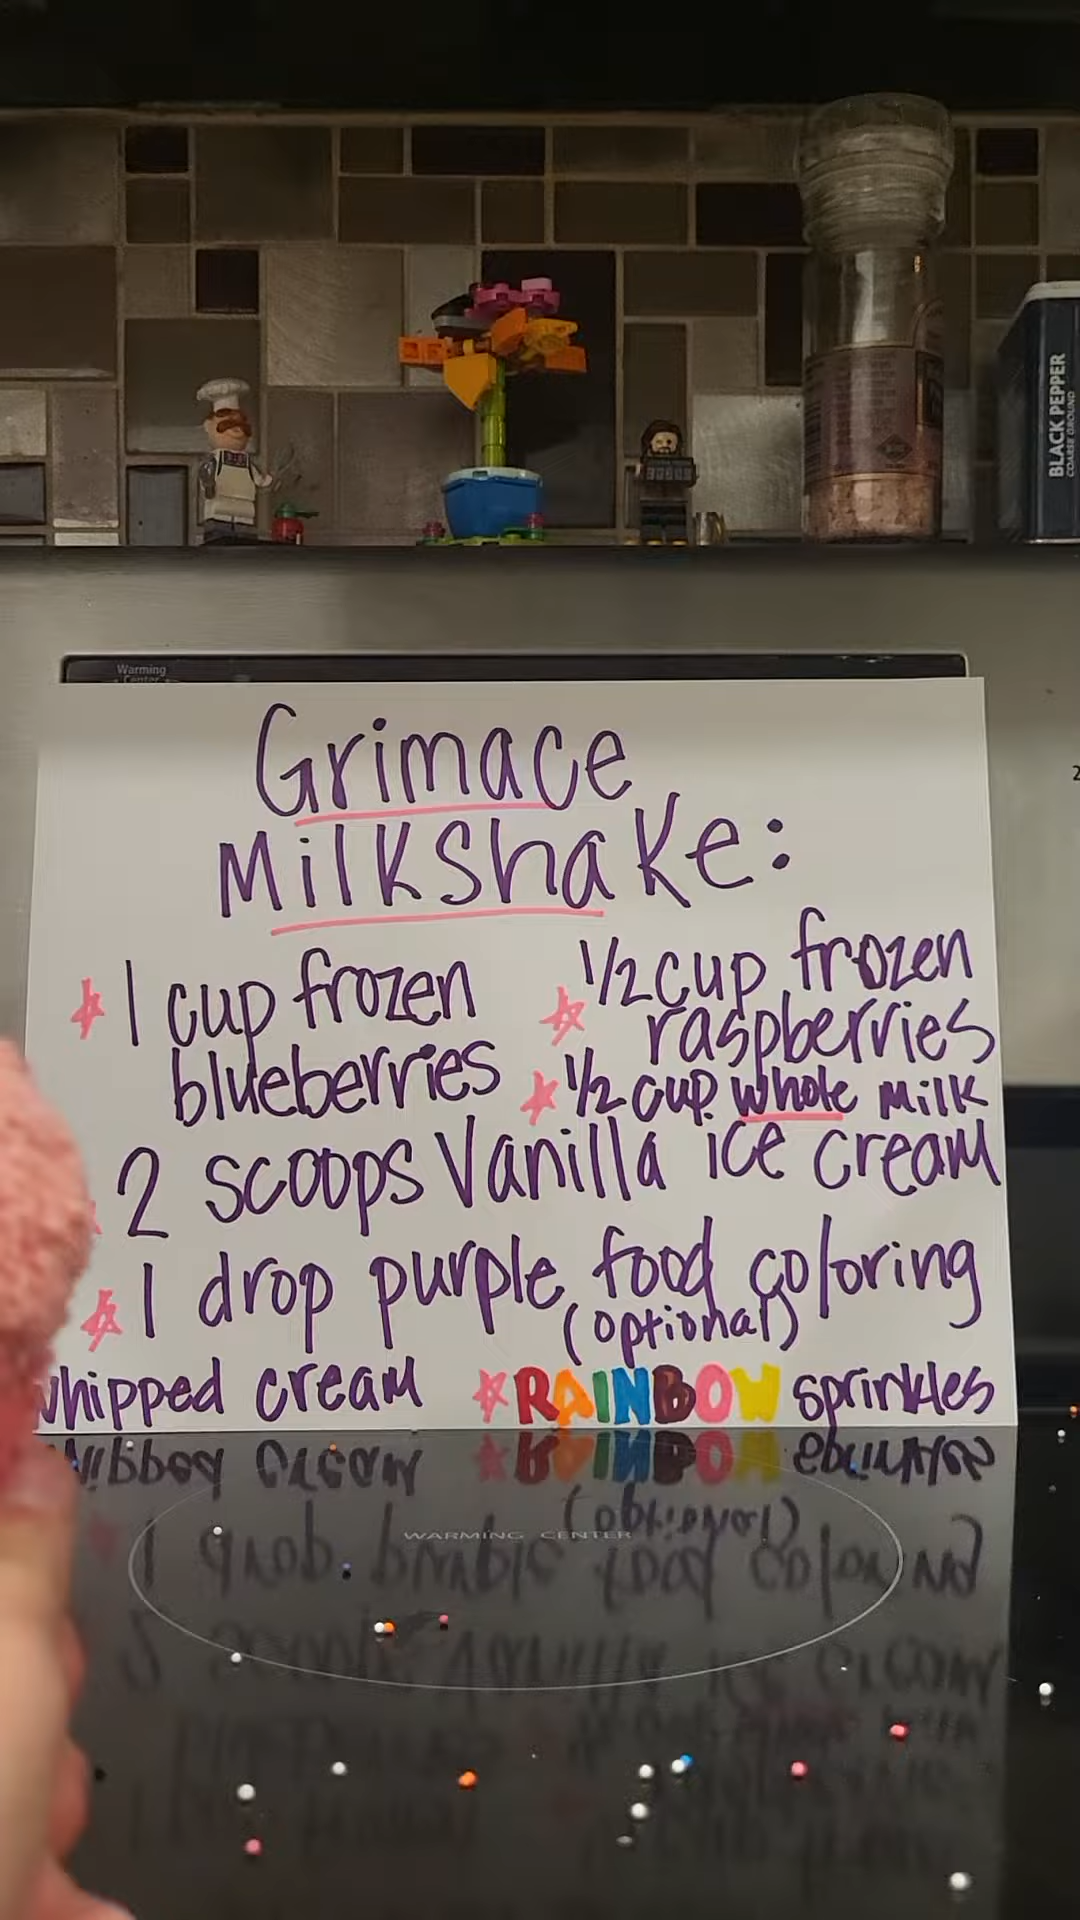 BLACK PEPPER
COARSE GROUND
Warming
Center
2
Grimace
Milkshake:
1 cup frozen
blueberries
1/2 cup frozen
raspberries
1/2 cup whole milk
2 scoops Vanilla ice cream
1 drop purple food coloring
(optional)
whipped cream
RAINBOW sprinkles
WARMING CENTER